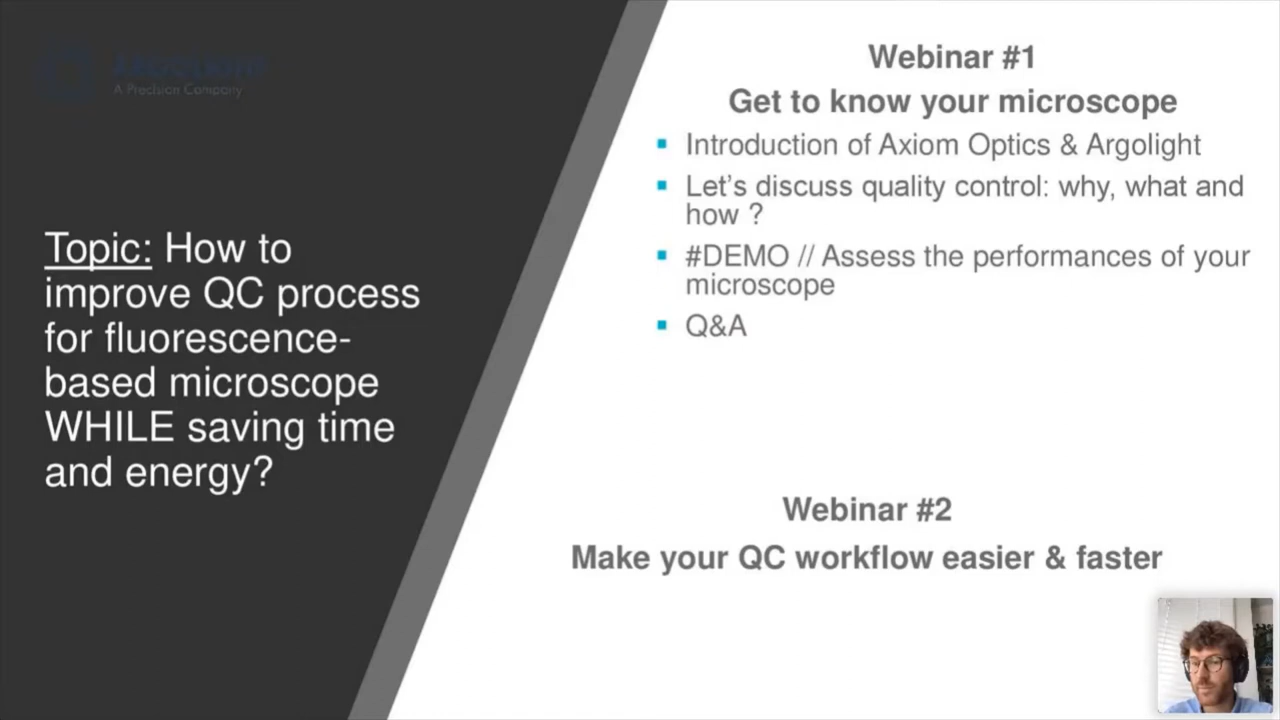 ARGOLIGHT
A Precision Company
Topic: How to
improve QC process
for fluorescence-
based microscope
WHILE saving time
and energy?
Webinar #1
Get to know your microscope
▪ Introduction of Axiom Optics & Argolight
▪ Let’s discuss quality control: why, what and
how ?
▪ #DEMO // Assess the performances of your
microscope
▪ Q&A
Webinar #2
Make your QC workflow easier & faster